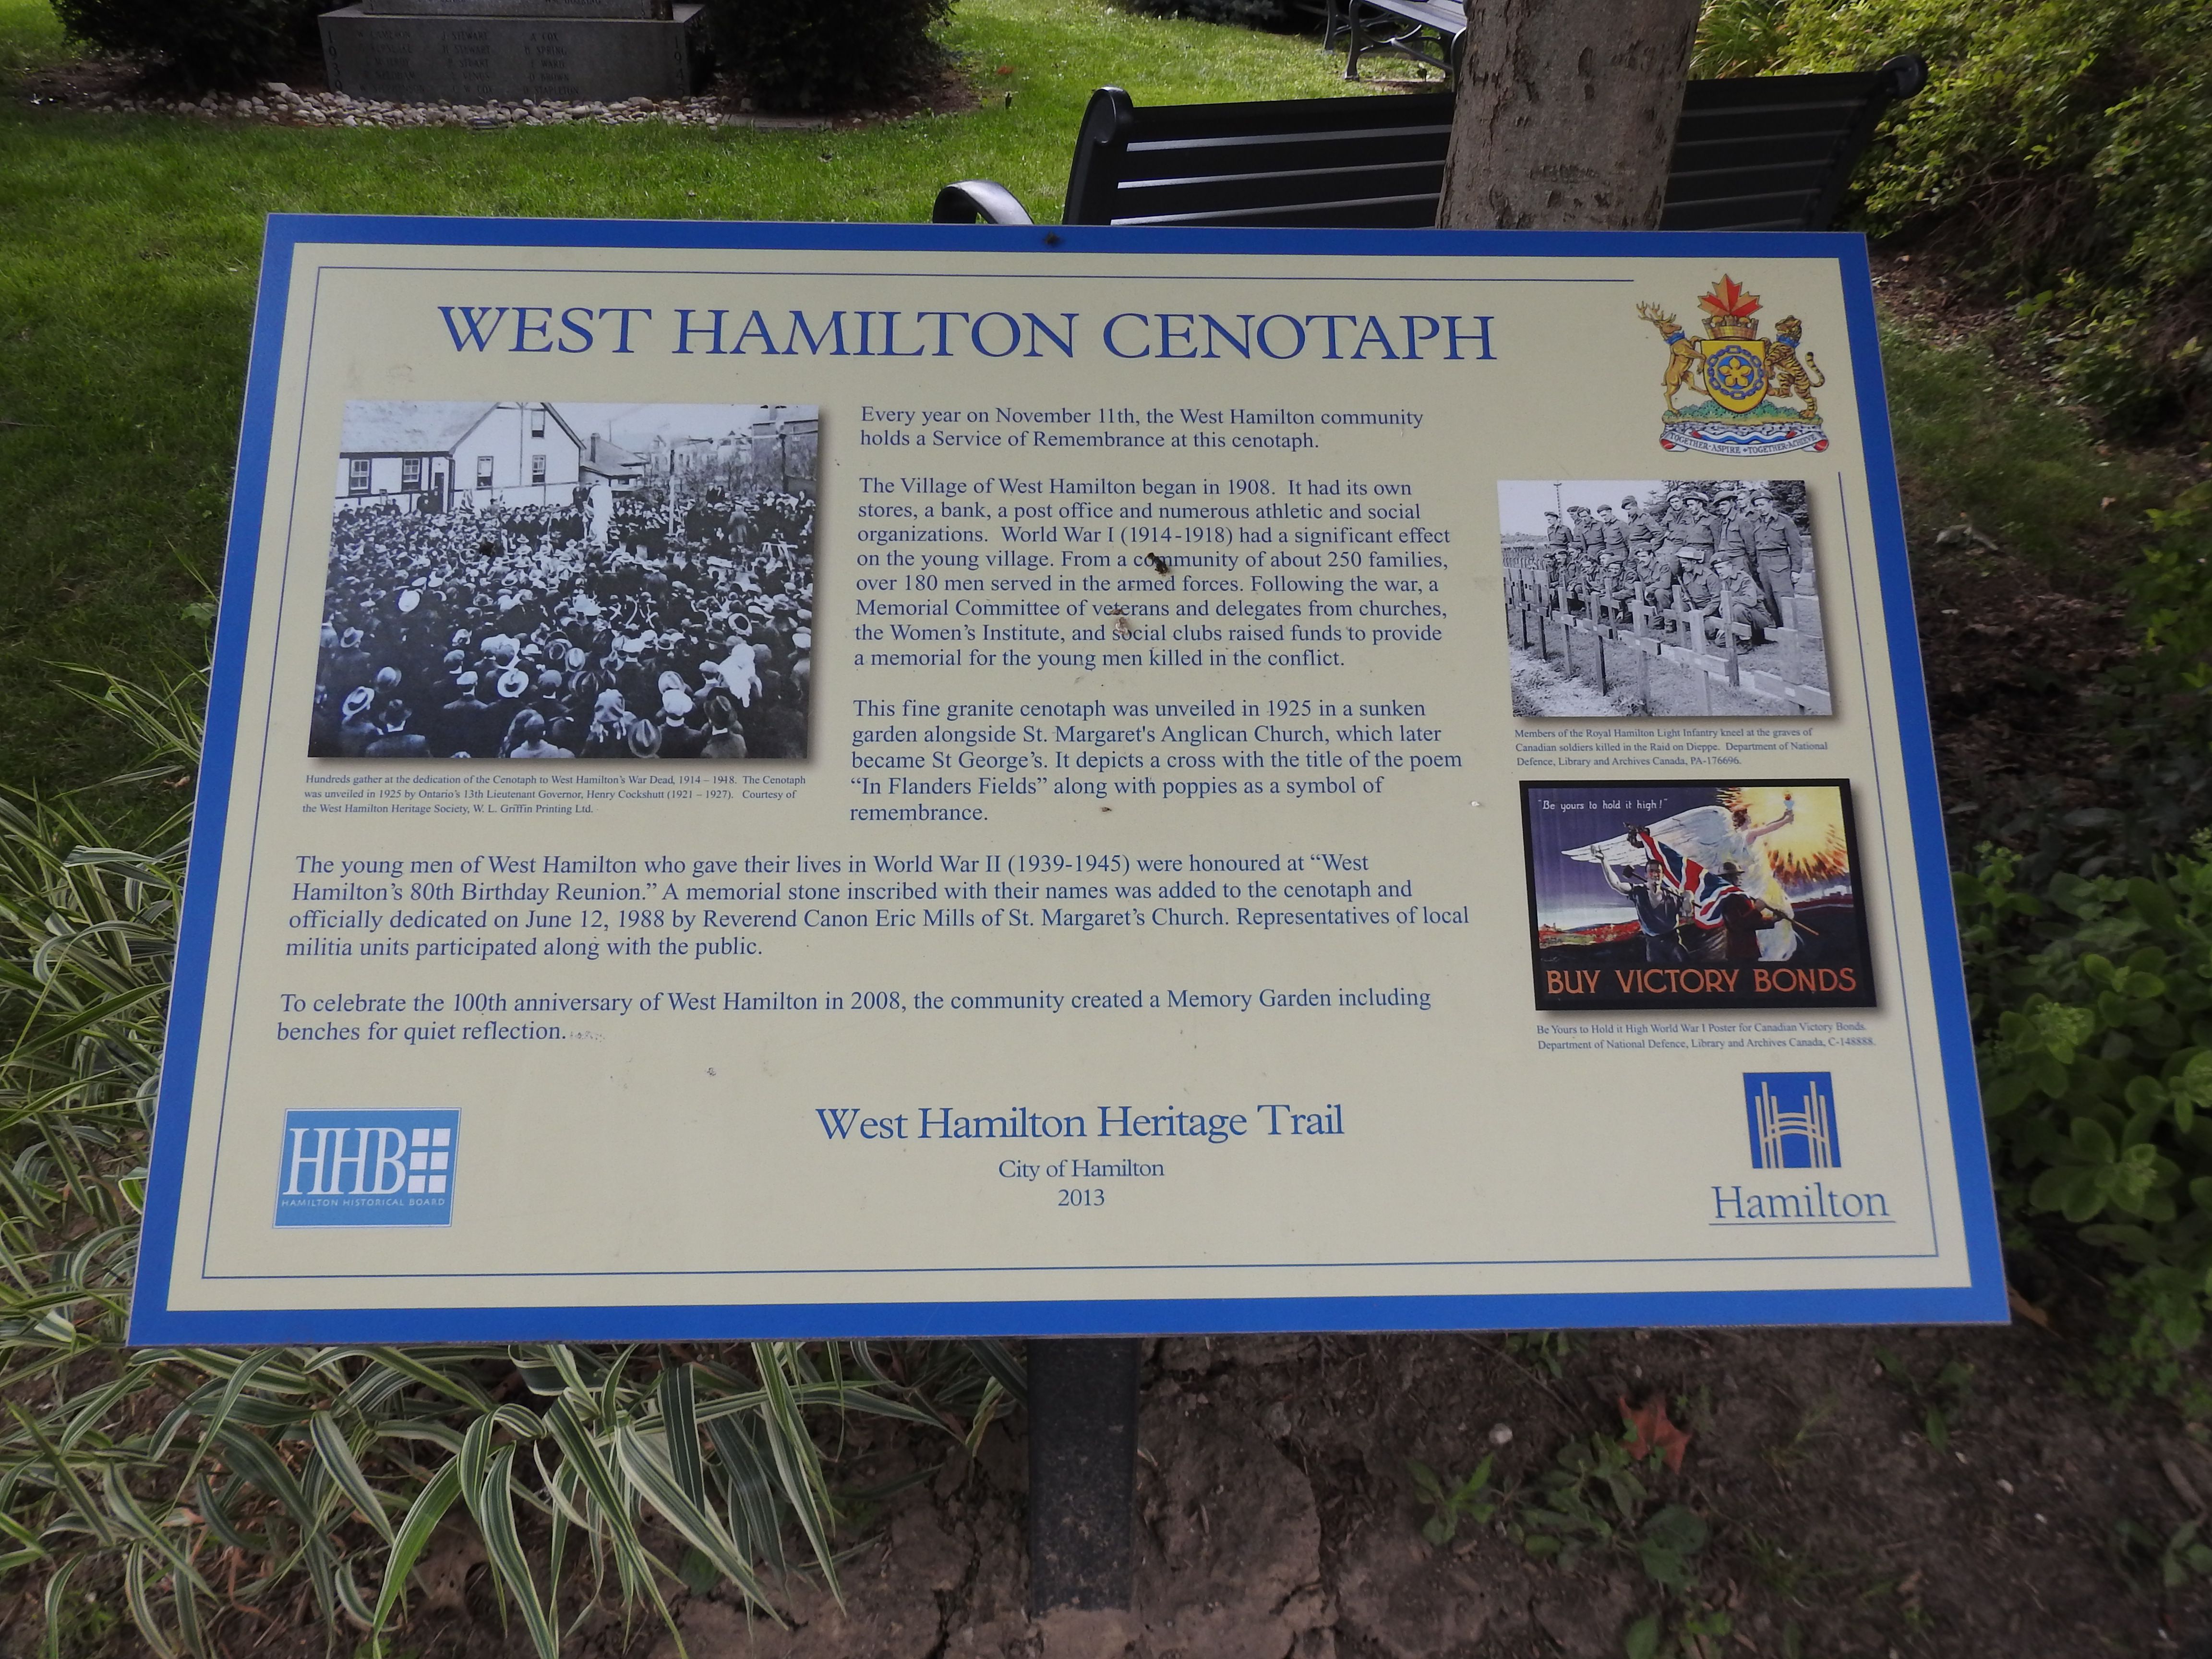 J STEWART
COX
STEWART
SPRING
STUART
STAPLETON
WEST HAMILTON CENOTAPH
TOGETHER·ASPIRE·TOGETHER·ACHIEVE
Every year on November 11th, the West Hamilton community
holds a Service of Remembrance at this cenotaph.
The Village of West Hamilton began in 1908. It had its own
stores, a bank, a post office and numerous athletic and social
organizations. World War I (1914-1918) had a significant effect
on the young village. From a community of about 250 families,
over 180 men served in the armed forces. Following the war, a
Memorial Committee of veterans and delegates from churches,
the Women's Institute, and social clubs raised funds to provide
a memorial for the young men killed in the conflict.
This fine granite cenotaph was unveiled in 1925 in a sunken
garden alongside St. Margaret's Anglican Church, which later
became St George's. It depicts a cross with the title of the poem
"In Flanders Fields" along with poppies as a symbol of
remembrance.
Hundreds gather at the dedication of the Cenotaph to West Hamilton's War Dead, 1914 – 1918. The Cenotaph
was unveiled in 1925 by Ontario's 13th Lieutenant Governor, Henry Cockshutt (1921 – 1927). Courtesy of
the West Hamilton Heritage Society, W. L. Griffin Printing Ltd.
Members of the Royal Hamilton Light Infantry kneel at the graves of
Canadian soldiers killed in the Raid on Dieppe. Department of National
Defence, Library and Archives Canada, PA-176696.
"Be yours to hold it high!"
BUY VICTORY BONDS
Be Yours to Hold it High World War I Poster for Canadian Victory Bonds.
Department of National Defence, Library and Archives Canada, C-148888.
The young men of West Hamilton who gave their lives in World War II (1939-1945) were honoured at "West
Hamilton's 80th Birthday Reunion." A memorial stone inscribed with their names was added to the cenotaph and
officially dedicated on June 12, 1988 by Reverend Canon Eric Mills of St. Margaret's Church. Representatives of local
militia units participated along with the public.
To celebrate the 100th anniversary of West Hamilton in 2008, the community created a Memory Garden including
benches for quiet reflection.
HHB
HAMILTON HISTORICAL BOARD
West Hamilton Heritage Trail
City of Hamilton
2013
Hamilton